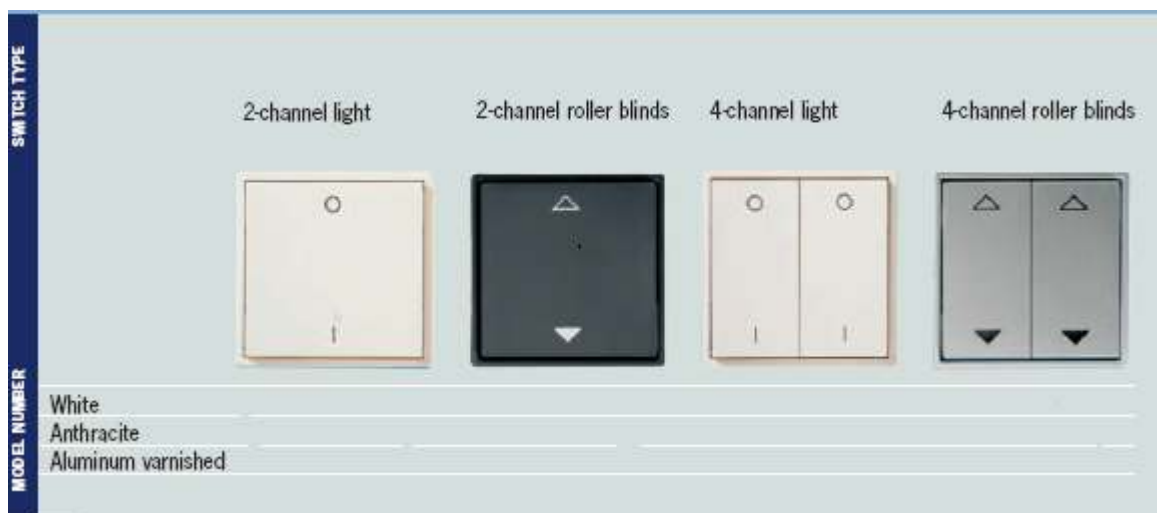 SWITCH TYPE
2-channel light
2-channel roller blinds
4-channel light
4-channel roller blinds
MODEL NUMBER
White
Anthracite
Aluminum varnished